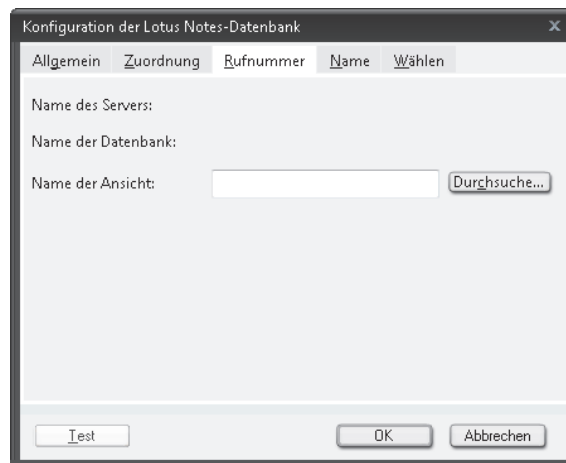 Konfiguration der Lotus Notes-Datenbank x
Allgemein Zuordnung Rufnummer Name Wählen
Name des Servers:
Name der Datenbank:
Name der Ansicht: Durchsuche...
Test OK Abbrechen